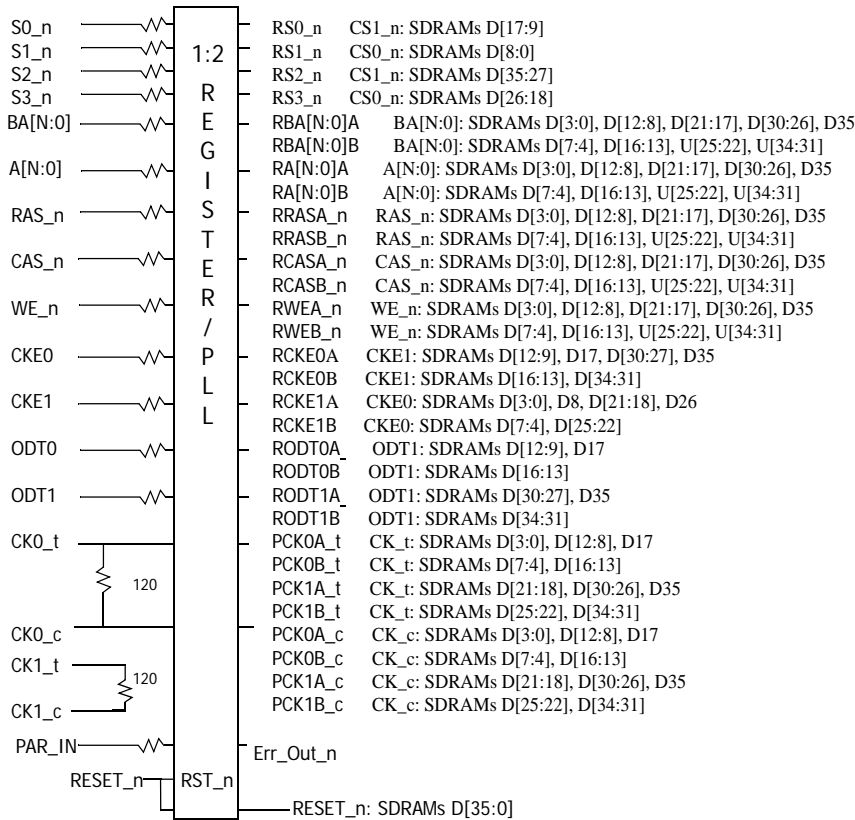 S0_n
S1_n
S2_n
S3_n
BA[N:0]
A[N:0]
RAS_n
CAS_n
WE_n
CKE0
CKE1
ODT0
ODT1
CK0_t
120
CK0_c
CK1_t
120
CK1_c
PAR_IN
RESET_n
1:2
R
E
G
I
S
T
E
R
/
P
L
L
RST_n
RS0_n CS1_n: SDRAMs D[17:9]
RS1_n CS0_n: SDRAMs D[8:0]
RS2_n CS1_n: SDRAMs D[35:27]
RS3_n CS0_n: SDRAMs D[26:18]
RBA[N:0]A BA[N:0]: SDRAMs D[3:0], D[12:8], D[21:17], D[30:26], D35
RBA[N:0]B BA[N:0]: SDRAMs D[7:4], D[16:13], U[25:22], U[34:31]
RA[N:0]A A[N:0]: SDRAMs D[3:0], D[12:8], D[21:17], D[30:26], D35
RA[N:0]B A[N:0]: SDRAMs D[7:4], D[16:13], U[25:22], U[34:31]
RRASA_n RAS_n: SDRAMs D[3:0], D[12:8], D[21:17], D[30:26], D35
RRASB_n RAS_n: SDRAMs D[7:4], D[16:13], U[25:22], U[34:31]
RCASA_n CAS_n: SDRAMs D[3:0], D[12:8], D[21:17], D[30:26], D35
RCASB_n CAS_n: SDRAMs D[7:4], D[16:13], U[25:22], U[34:31]
RWEA_n WE_n: SDRAMs D[3:0], D[12:8], D[21:17], D[30:26], D35
RWEB_n WE_n: SDRAMs D[7:4], D[16:13], U[25:22], U[34:31]
RCKE0A CKE1: SDRAMs D[12:9], D17, D[30:27], D35
RCKE0B CKE1: SDRAMs D[16:13], D[34:31]
RCKE1A CKE0: SDRAMs D[3:0], D8, D[21:18], D26
RCKE1B CKE0: SDRAMs D[7:4], D[25:22]
RODT0A_ ODT1: SDRAMs D[12:9], D17
RODT0B ODT1: SDRAMs D[16:13]
RODT1A_ ODT1: SDRAMs D[30:27], D35
RODT1B ODT1: SDRAMs D[34:31]
PCK0A_t CK_t: SDRAMs D[3:0], D[12:8], D17
PCK0B_t CK_t: SDRAMs D[7:4], D[16:13]
PCK1A_t CK_t: SDRAMs D[21:18], D[30:26], D35
PCK1B_t CK_t: SDRAMs D[25:22], D[34:31]
PCK0A_c CK_c: SDRAMs D[3:0], D[12:8], D17
PCK0B_c CK_c: SDRAMs D[7:4], D[16:13]
PCK1A_c CK_c: SDRAMs D[21:18], D[30:26], D35
PCK1B_c CK_c: SDRAMs D[25:22], D[34:31]
Err_Out_n
RESET_n: SDRAMs D[35:0]